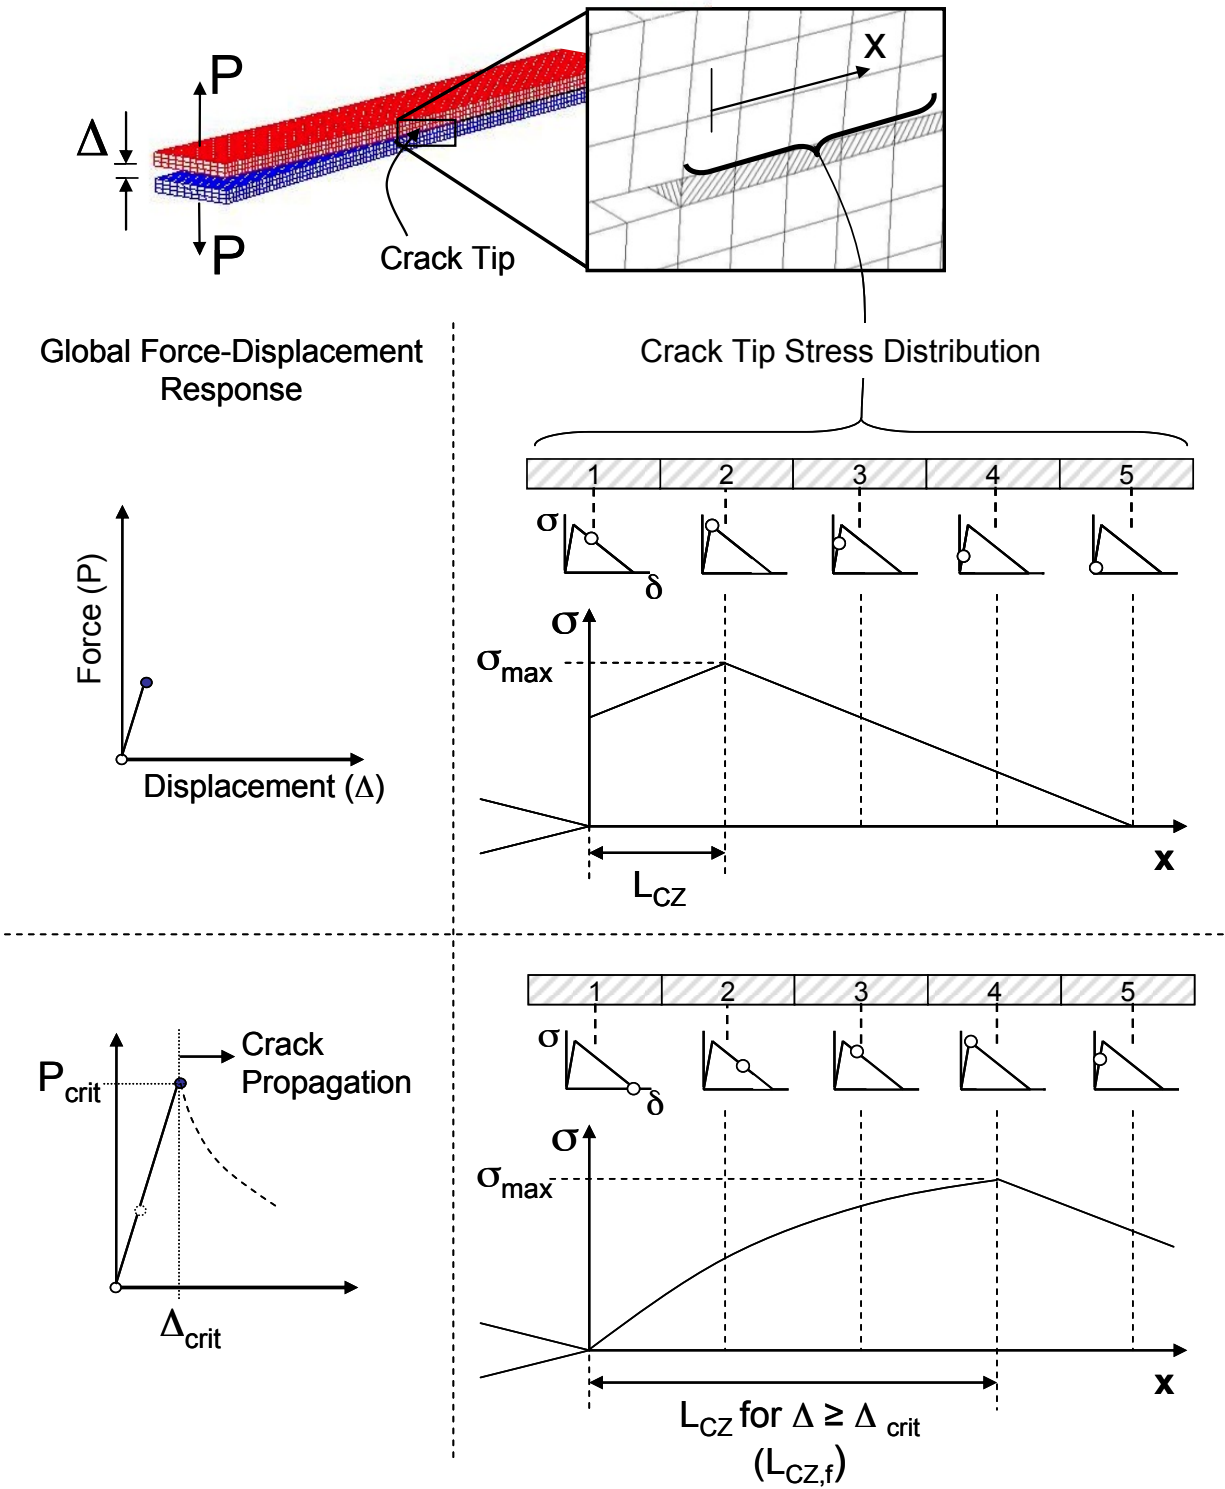 P
x
Δ
P
Crack Tip
Global Force-Displacement
Response
Crack Tip Stress Distribution
1 2 3 4 5
σ
δ
Force (P)
σ
σmax
Displacement (Δ)
x
LCZ
1 2 3 4 5
Crack
Propagation
Pcrit
σ
δ
σ
σmax
Δcrit
x
LCZ for Δ ≥ Δ crit
(LCZ,f)